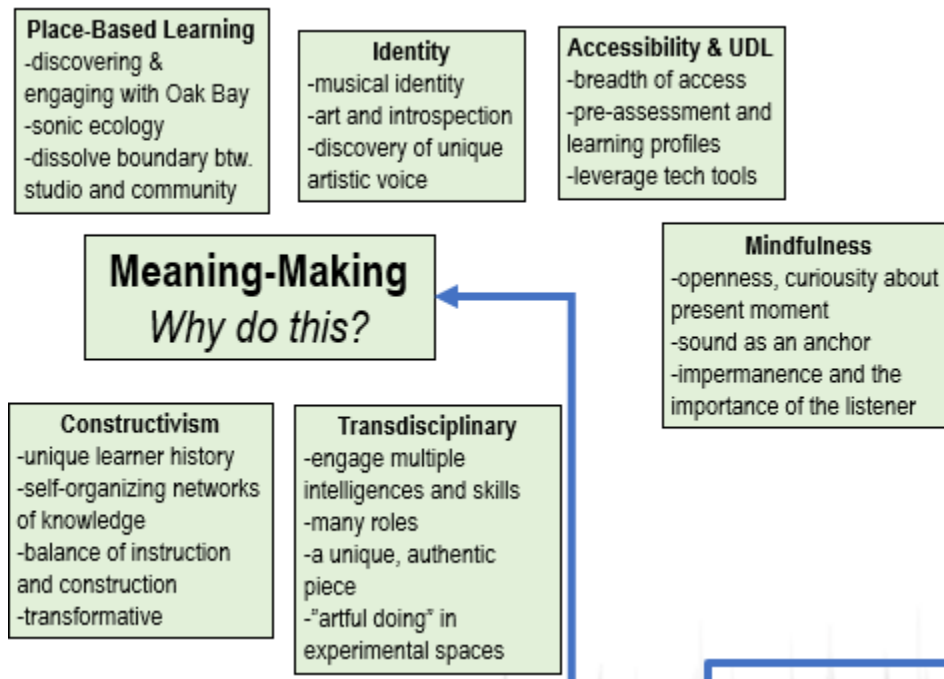 Place-Based Learning
-discovering &
engaging with Oak Bay
-sonic ecology
-dissolve boundary btw.
studio and community
Identity
-musical identity
-art and introspection
-discovery of unique
artistic voice
Accessibility & UDL
-breadth of access
-pre-assessment and
learning profiles
-leverage tech tools
Meaning-Making
Why do this?
Mindfulness
-openness, curiousity about
present moment
-sound as an anchor
-impermanence and the
importance of the listener
Constructivism
-unique learner history
-self-organizing networks
of knowledge
-balance of instruction
and construction
-transformative
Transdisciplinary
-engage multiple
intelligences and skills
-many roles
-a unique, authentic
piece
-"artful doing" in
experimental spaces